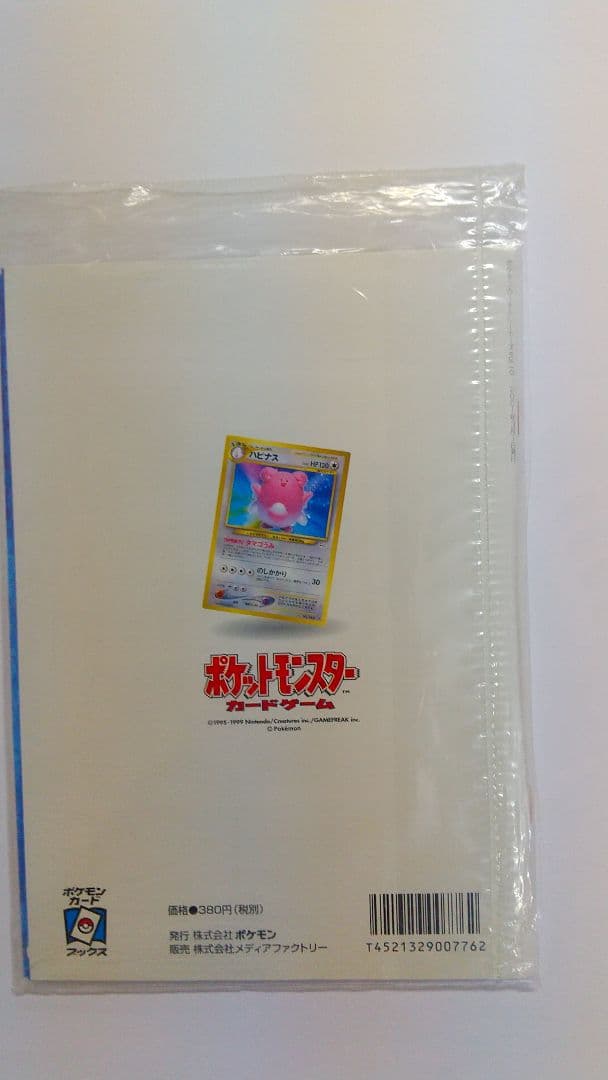 ハピナス
HP120
タマゴうみ
のしかかり
30
ポケットモンスター
TM
カードゲーム
©1995-1999 Nintendo/Creatures inc./GAMEFREAK inc.
© Pokémon
ポケモン
カード
ブックス
価格●380円(税別)
発行 株式会社 ポケモン
販売 株式会社メディアファクトリー
T4521329007762